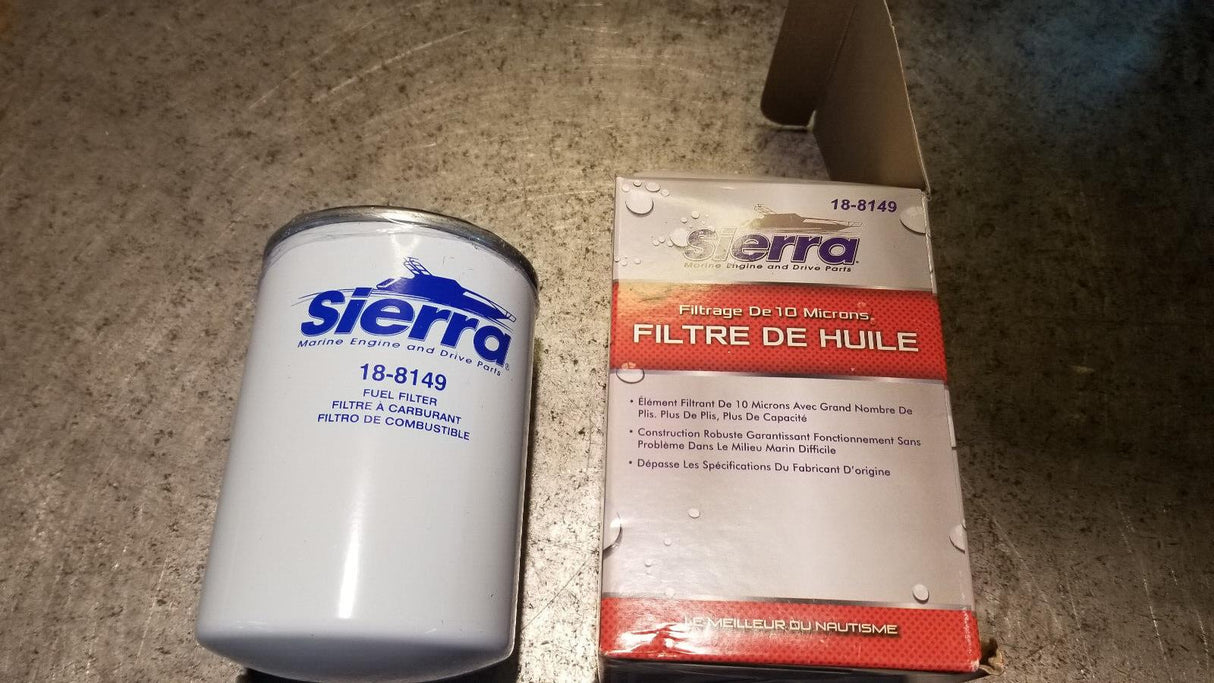 Sierra®
Marine Engine and Drive Parts
18-8149
FUEL FILTER
FILTRE À CARBURANT
FILTRO DE COMBUSTIBLE
18-8149
Sierra®
Marine Engine and Drive Parts
Filtrage De 10 Microns
FILTRE DE HUILE
• Élément Filtrant De 10 Microns Avec Grand Nombre De
Plis. Plus De Plis, Plus De Capacité
• Construction Robuste Garantissant Fonctionnement Sans
Problème Dans Le Milieu Marin Difficile
• Dépasse Les Spécifications Du Fabricant D'origine
LE MEILLEUR DU NAUTISME